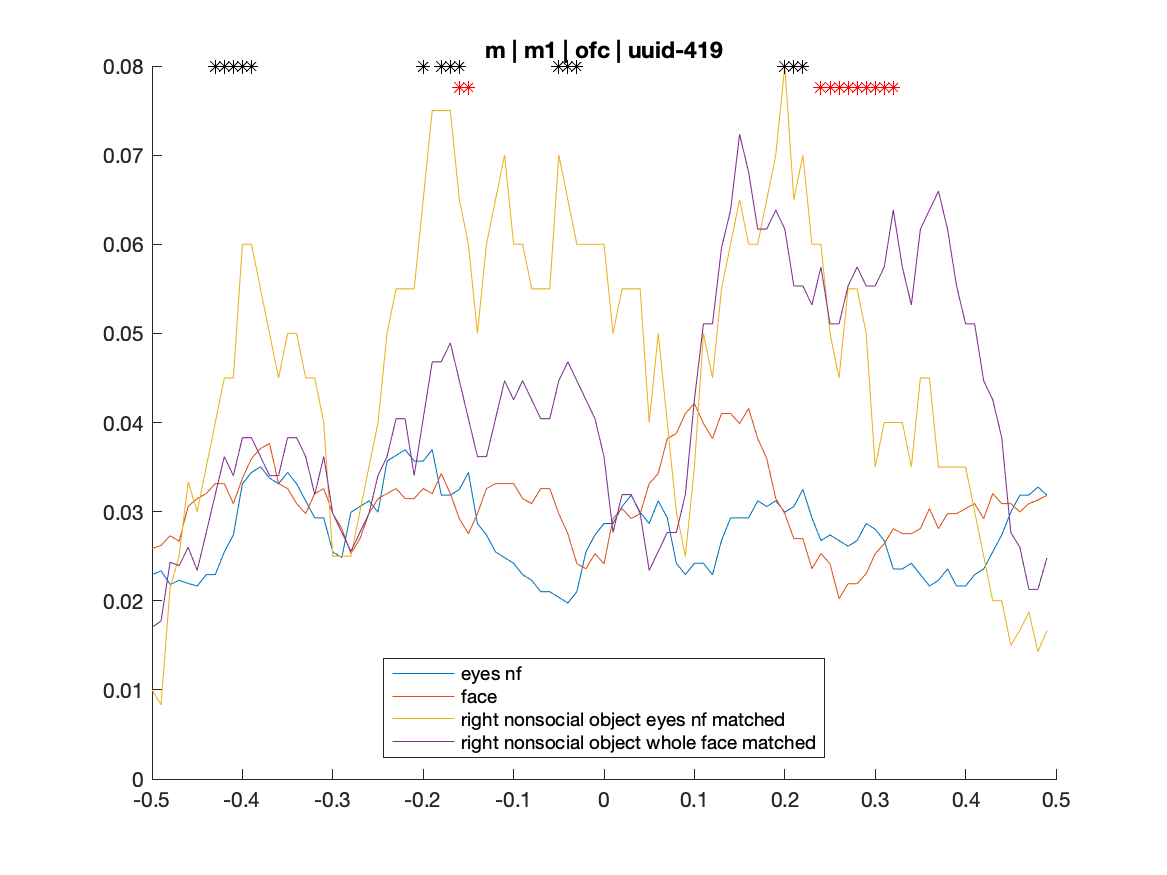 m | m1 | ofc | uuid-419
0.08
0.07
0.06
0.05
0.04
0.03
0.02
0.01
0
-0.5 -0.4 -0.3 -0.2 -0.1 0 0.1 0.2 0.3 0.4 0.5
eyes nf
face
right nonsocial object eyes nf matched
right nonsocial object whole face matched